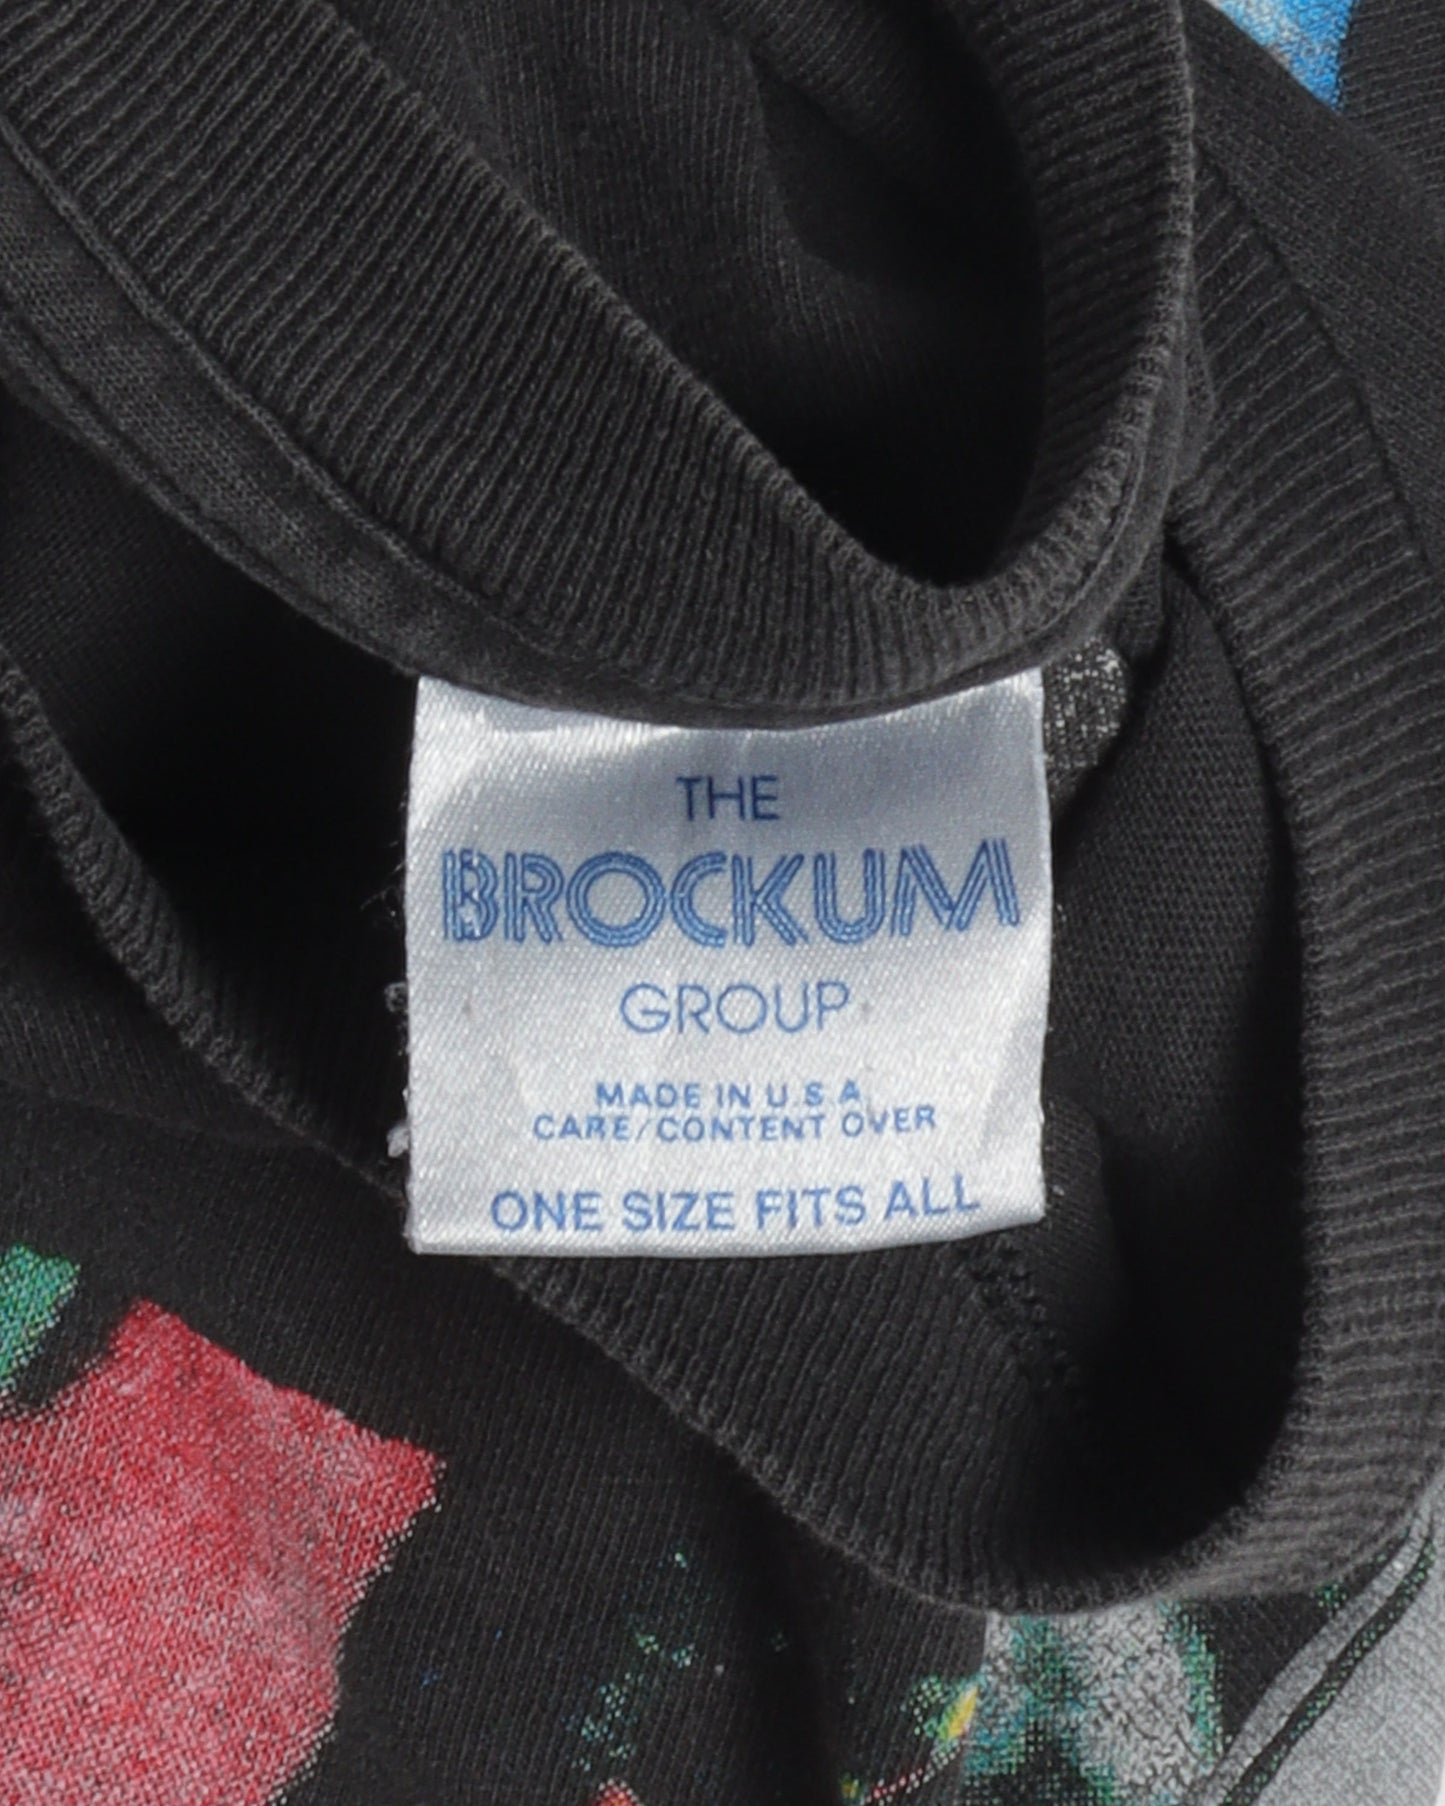 THE
BROCKUM
GROUP
MADE IN U.S.A.
CARE/CONTENT OVER
ONE SIZE FITS ALL